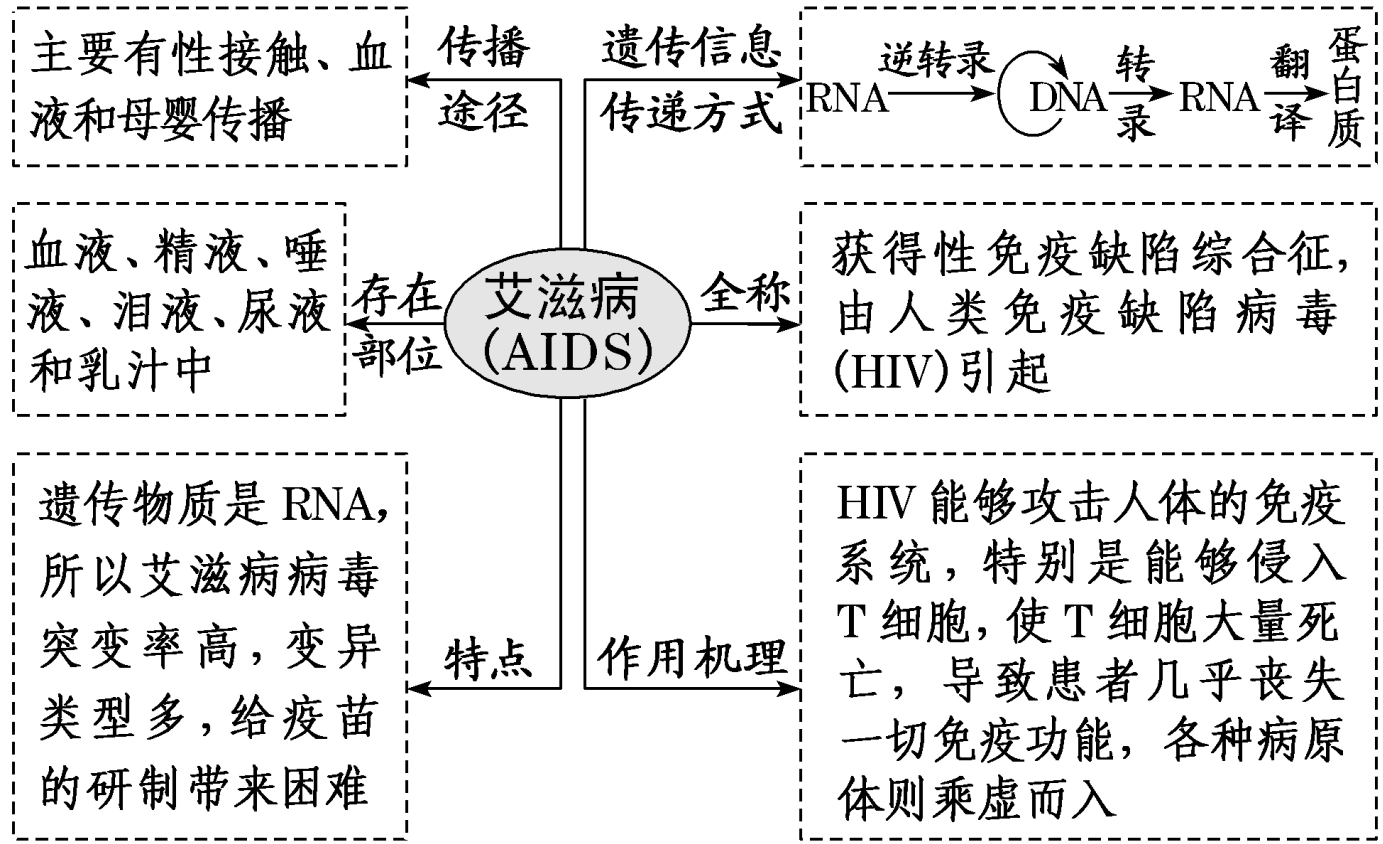 主要有性接触、血
液和母婴传播
传播
途径
遗传信息
传递方式
RNA 逆转录 DNA 转录 RNA 翻译 蛋白质
血液、精液、唾
液、泪液、尿液
和乳汁中
存在
部位
艾滋病
(AIDS)
全称
获得性免疫缺陷综合征,
由人类免疫缺陷病毒
(HIV)引起
遗传物质是 RNA,
所以艾滋病病毒
突变率高,变异
类型多,给疫苗
的研制带来困难
特点
作用机理
HIV 能够攻击人体的免疫
系统,特别是能够侵入
T 细胞,使 T 细胞大量死
亡,导致患者几乎丧失
一切免疫功能,各种病原
体则乘虚而入